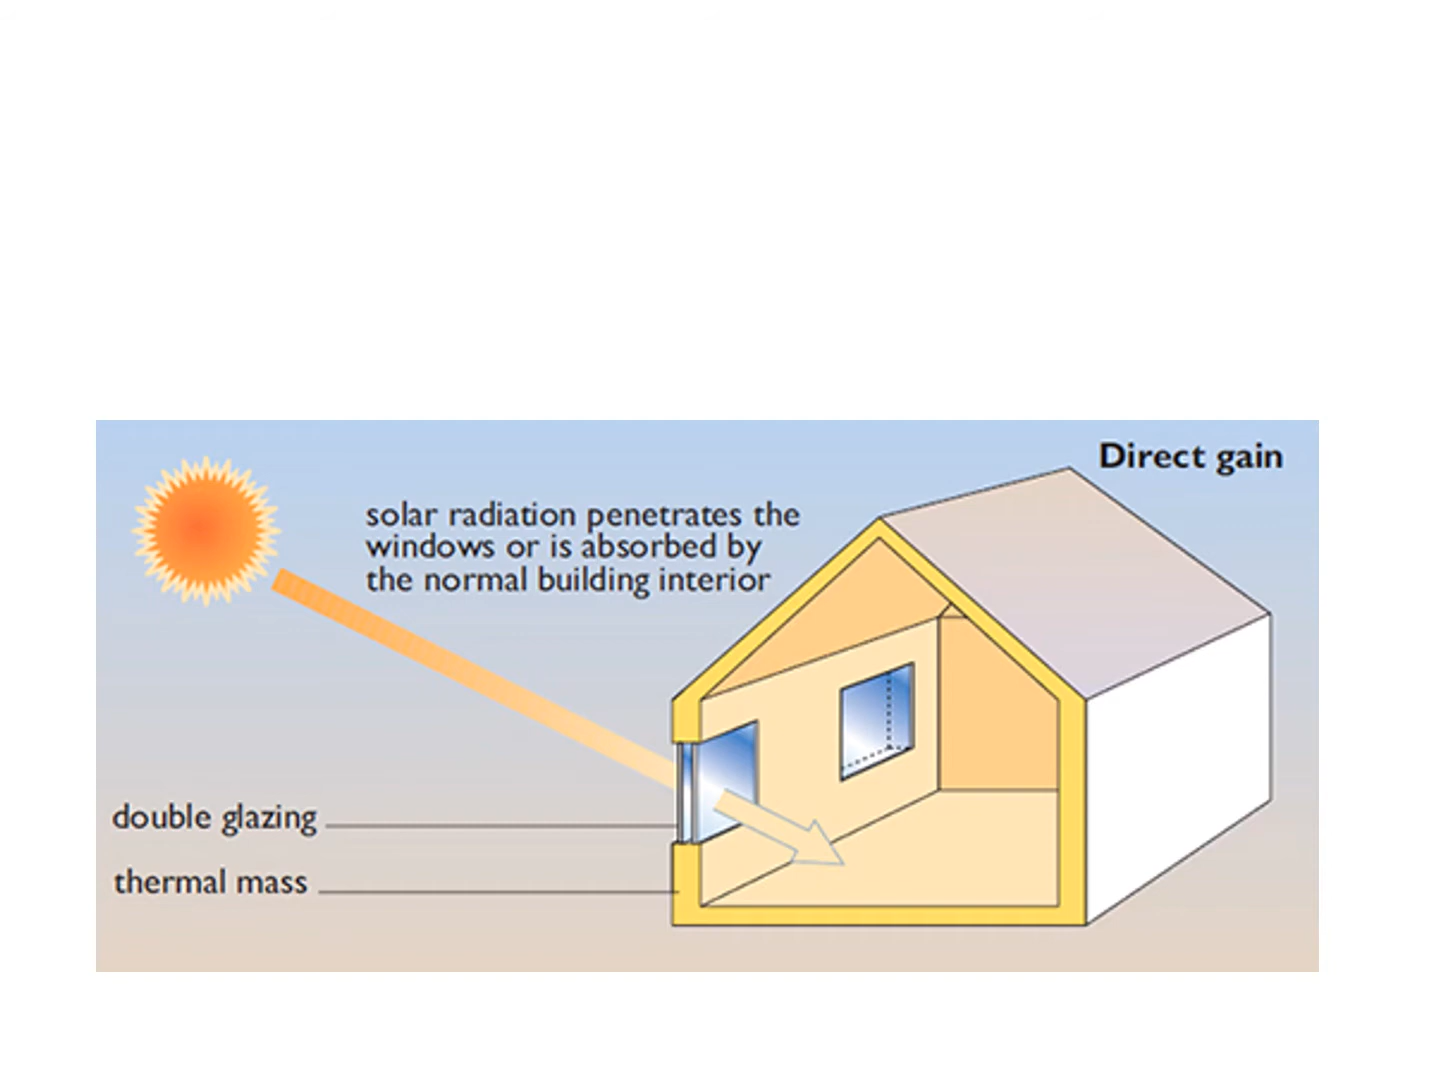 Direct gain
solar radiation penetrates the
windows or is absorbed by
the normal building interior
double glazing
thermal mass